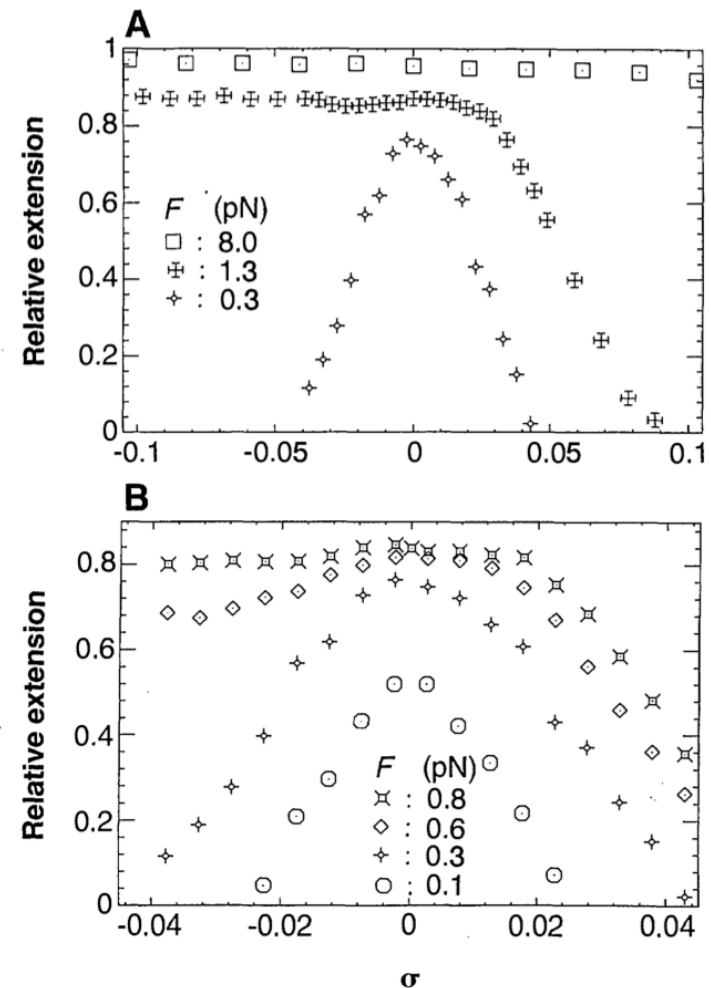 A
Relative extension
1
0.8
0.6
0.4
0.2
0
F (pN)
: 8.0
: 1.3
: 0.3
-0.1 -0.05 0 0.05 0.1
B
Relative extension
0.8
0.6
0.4
0.2
0
F (pN)
: 0.8
: 0.6
: 0.3
: 0.1
-0.04 -0.02 0 0.02 0.04
σ